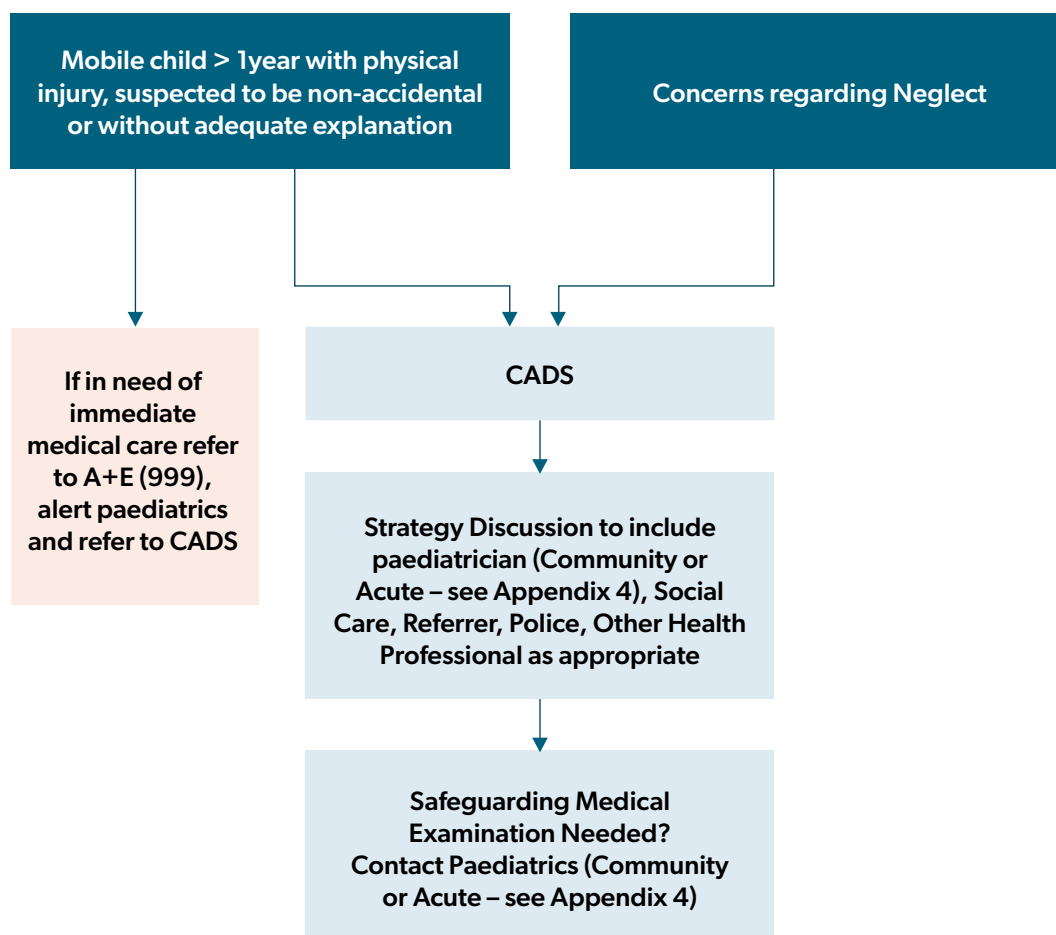 Mobile child > 1year with physical
injury, suspected to be non-accidental
or without adequate explanation
Concerns regarding Neglect
If in need of
immediate
medical care refer
to A+E (999),
alert paediatrics
and refer to CADS
CADS
Strategy Discussion to include
paediatrician (Community or
Acute – see Appendix 4), Social
Care, Referrer, Police, Other Health
Professional as appropriate
Safeguarding Medical
Examination Needed?
Contact Paediatrics (Community
or Acute – see Appendix 4)